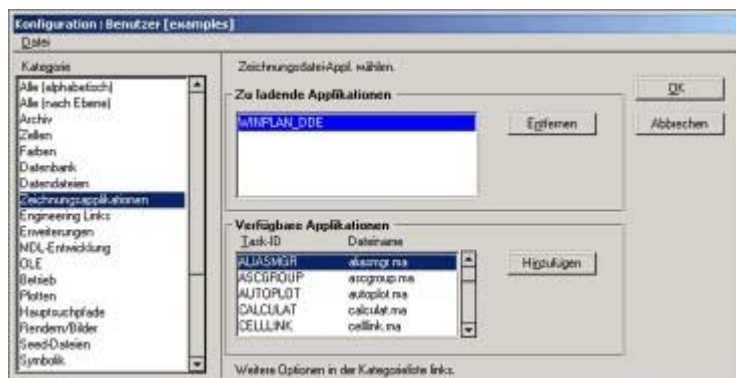 Konfiguration : Benutzer [examples]
Datei
Kategorie
Alle (alphabetisch)
Alle (nach Ebene)
Archiv
Zellen
Farben
Datenbank
Datendateien
Zeichnungsapplikationen
Engineering Links
Erweiterungen
MDL-Entwicklung
OLE
Betrieb
Plotten
Hauptsuchpfade
Rendern/Bilder
Seed-Dateien
Symbolik
Zeichnungsdatei-Appl. wählen.
Zu ladende Applikationen
WINPLAN_DDE
Entfernen
Verfügbare Applikationen
Task-ID Dateiname
ALIASMGR aliasmgr.ma
ASCGROUP ascgroup.ma
AUTOPLOT autoplot.ma
CALCULAT calculat.ma
CELLLINK celllink.ma
Hinzufügen
Weitere Optionen in der Kategorieliste links.
OK
Abbrechen